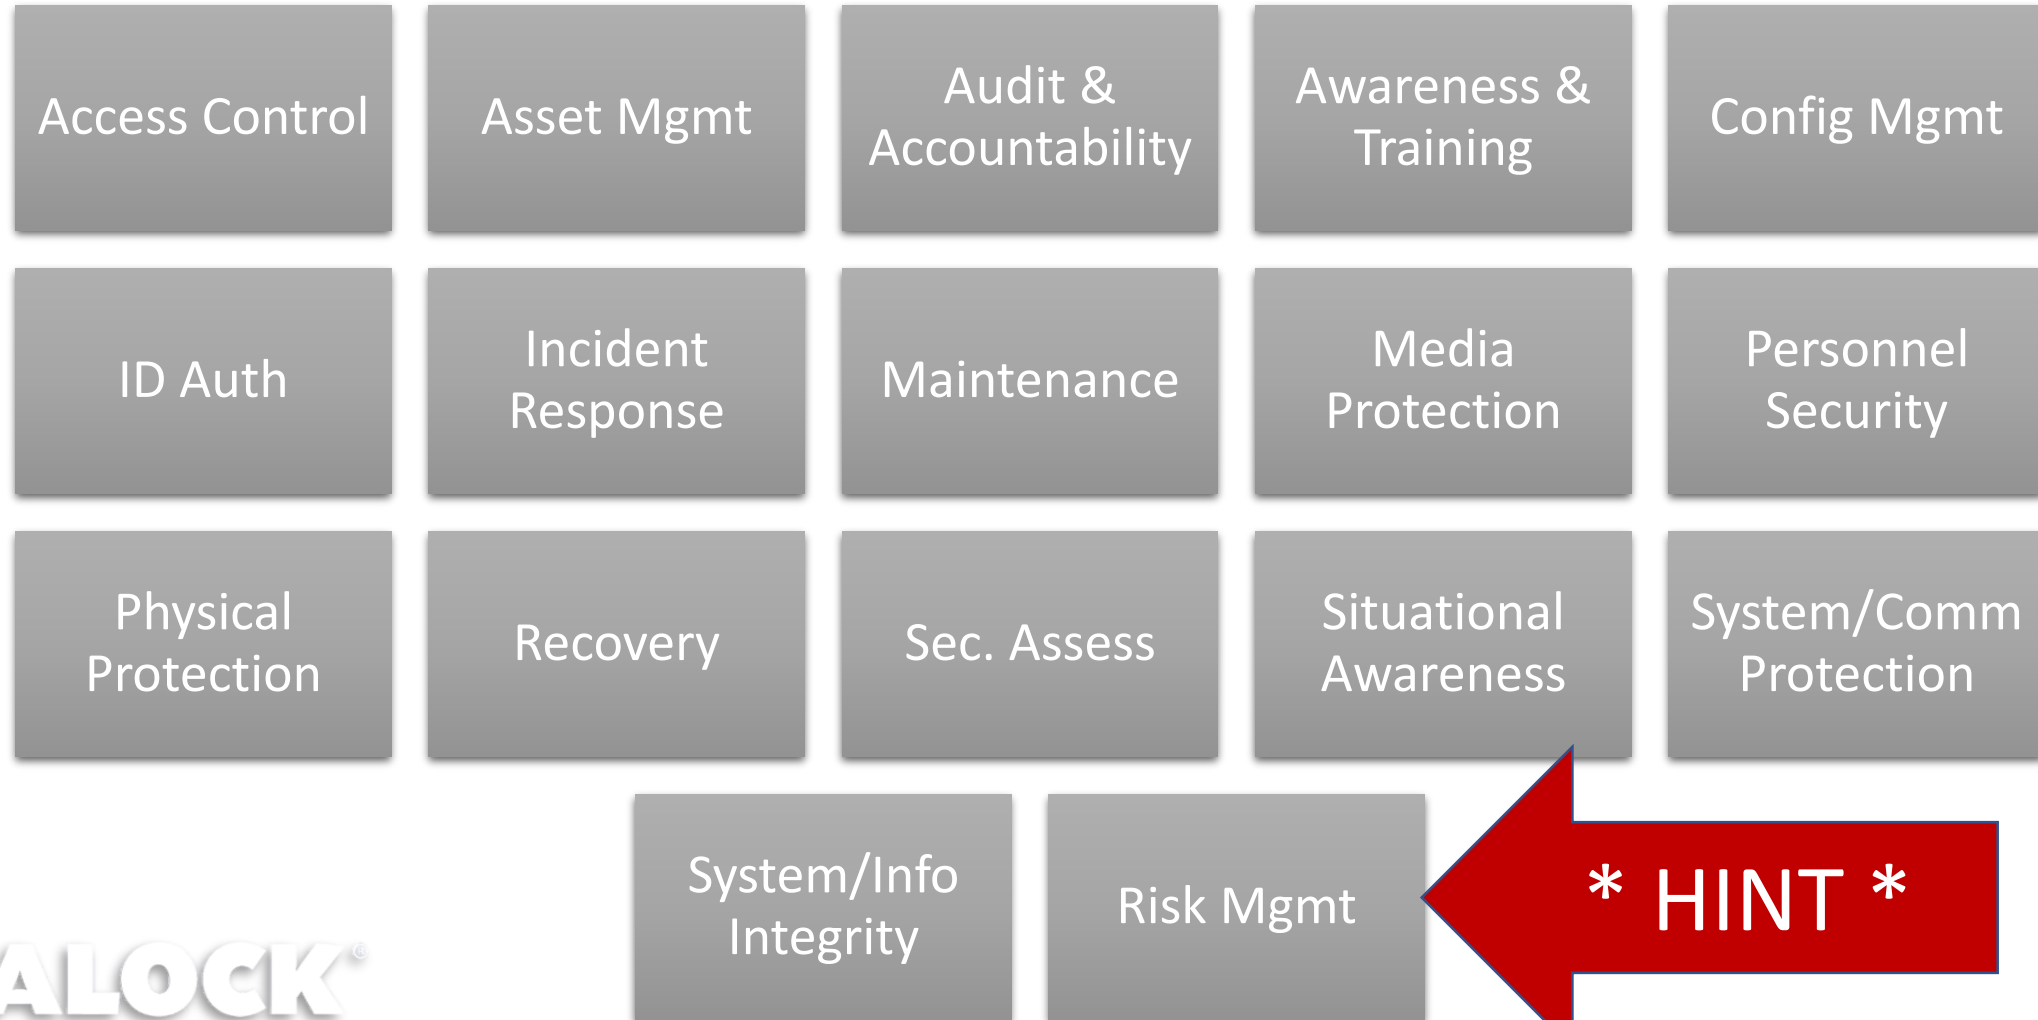 Access Control
Asset Mgmt
Audit &
Accountability
Awareness &
Training
Config Mgmt
ID Auth
Incident
Response
Maintenance
Media
Protection
Personnel
Security
Physical
Protection
Recovery
Sec. Assess
Situational
Awareness
System/Comm
Protection
System/Info
Integrity
Risk Mgmt
* HINT *
ALOCK®